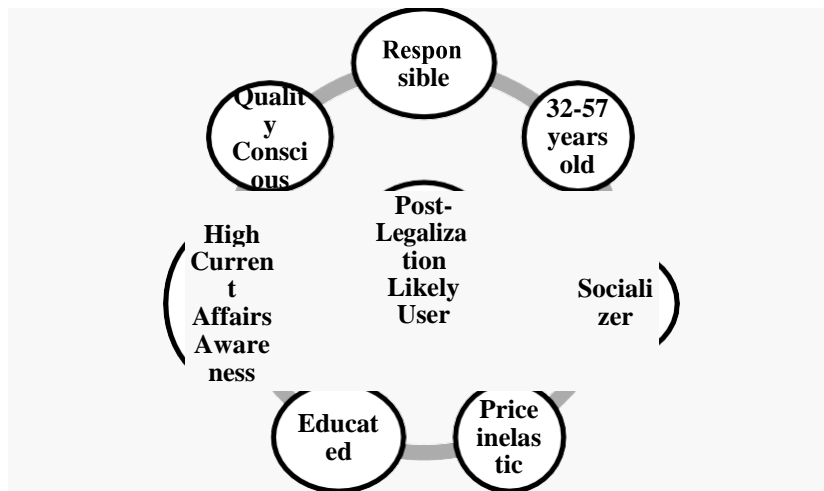 Respon
sible
32-57
years
old
Sociali
zer
Price
inelas
tic
Educat
ed
High
Curren
t
Affairs
Aware
ness
Qualit
y
Consci
ous
Post-
Legaliza
tion
Likely
User